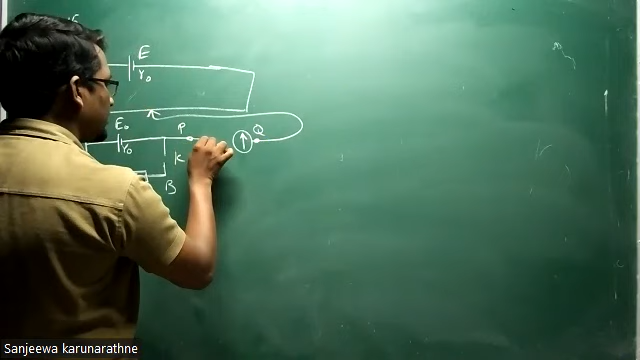 E
r₀
E₀
P
Q
r₀
K
B
Sanjeewa karunarathne